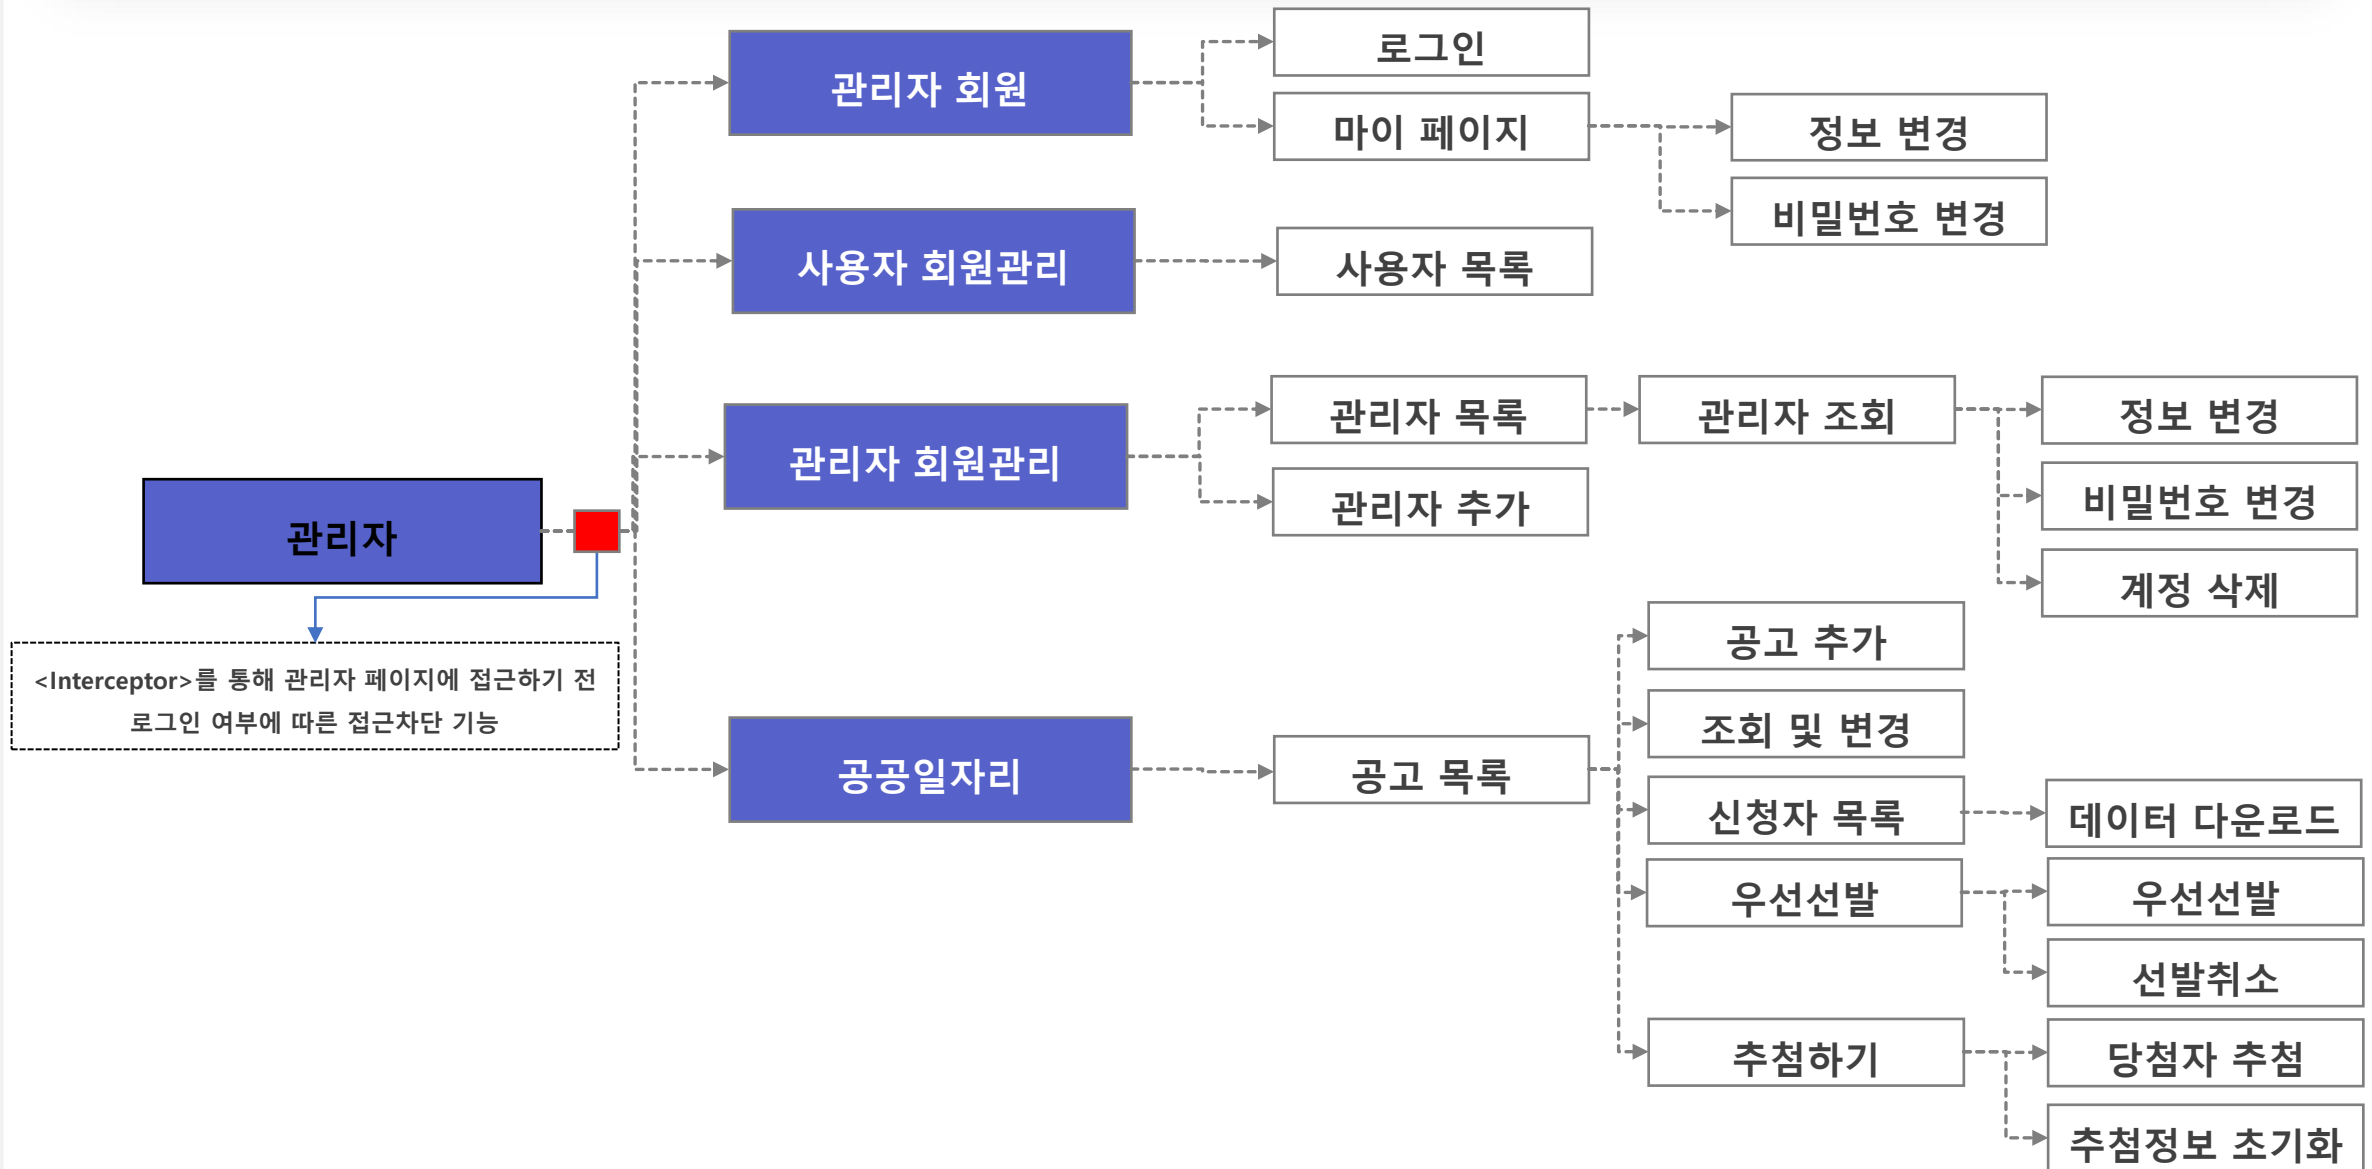 관리자
<Interceptor>를 통해 관리자 페이지에 접근하기 전
로그인 여부에 따른 접근차단 기능
관리자 회원
로그인
마이 페이지
정보 변경
비밀번호 변경
사용자 회원관리
사용자 목록
관리자 회원관리
관리자 목록
관리자 조회
정보 변경
비밀번호 변경
계정 삭제
관리자 추가
공공일자리
공고 목록
공고 추가
조회 및 변경
신청자 목록
데이터 다운로드
우선선발
우선선발
선발취소
추첨하기
당첨자 추첨
추첨정보 초기화